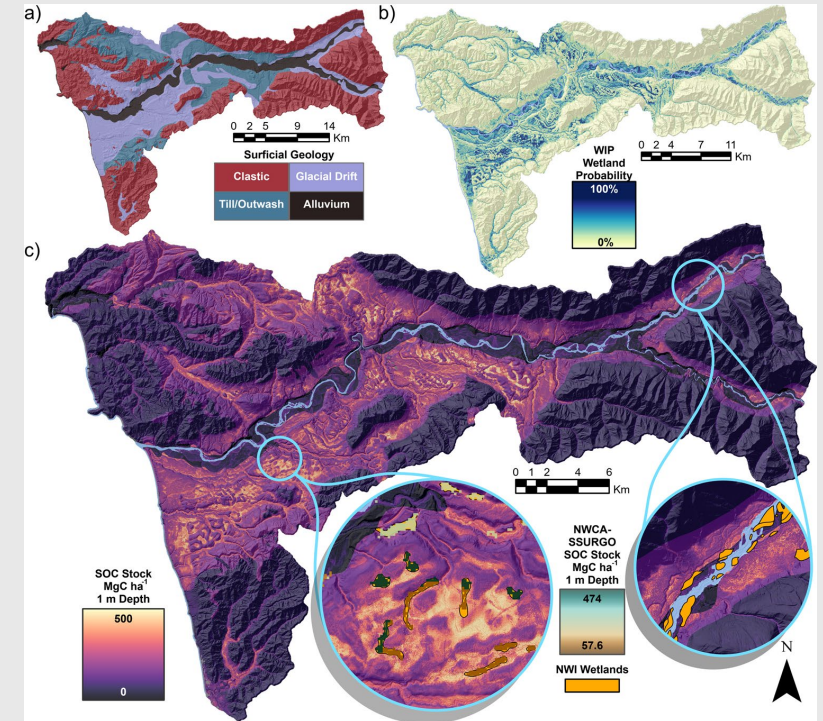 a)
0 2 5 9 14
Km
Surficial Geology
Clastic Glacial Drift
Till/Outwash Alluvium
b)
0 2 4 7 11
Km
WIP
Wetland
Probability
100%
0%
c)
0 1 2 4 6
Km
SOC Stock
MgC ha⁻¹
1 m Depth
500
0
NWCA-
SSURGO
SOC Stock
MgC ha⁻¹
1 m Depth
474
57.6
NWI Wetlands
N